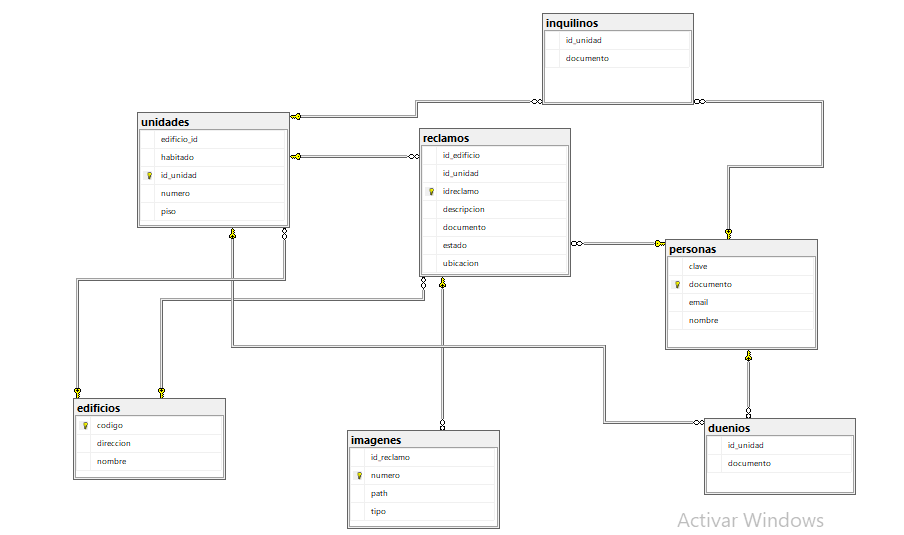 inquilinos
id_unidad
documento
unidades
edificio_id
habitado
id_unidad
numero
piso
reclamos
id_edificio
id_unidad
idreclamo
descripcion
documento
estado
ubicacion
personas
clave
documento
email
nombre
edificios
codigo
direccion
nombre
imagenes
id_reclamo
numero
path
tipo
duenios
id_unidad
documento
Activar Windows